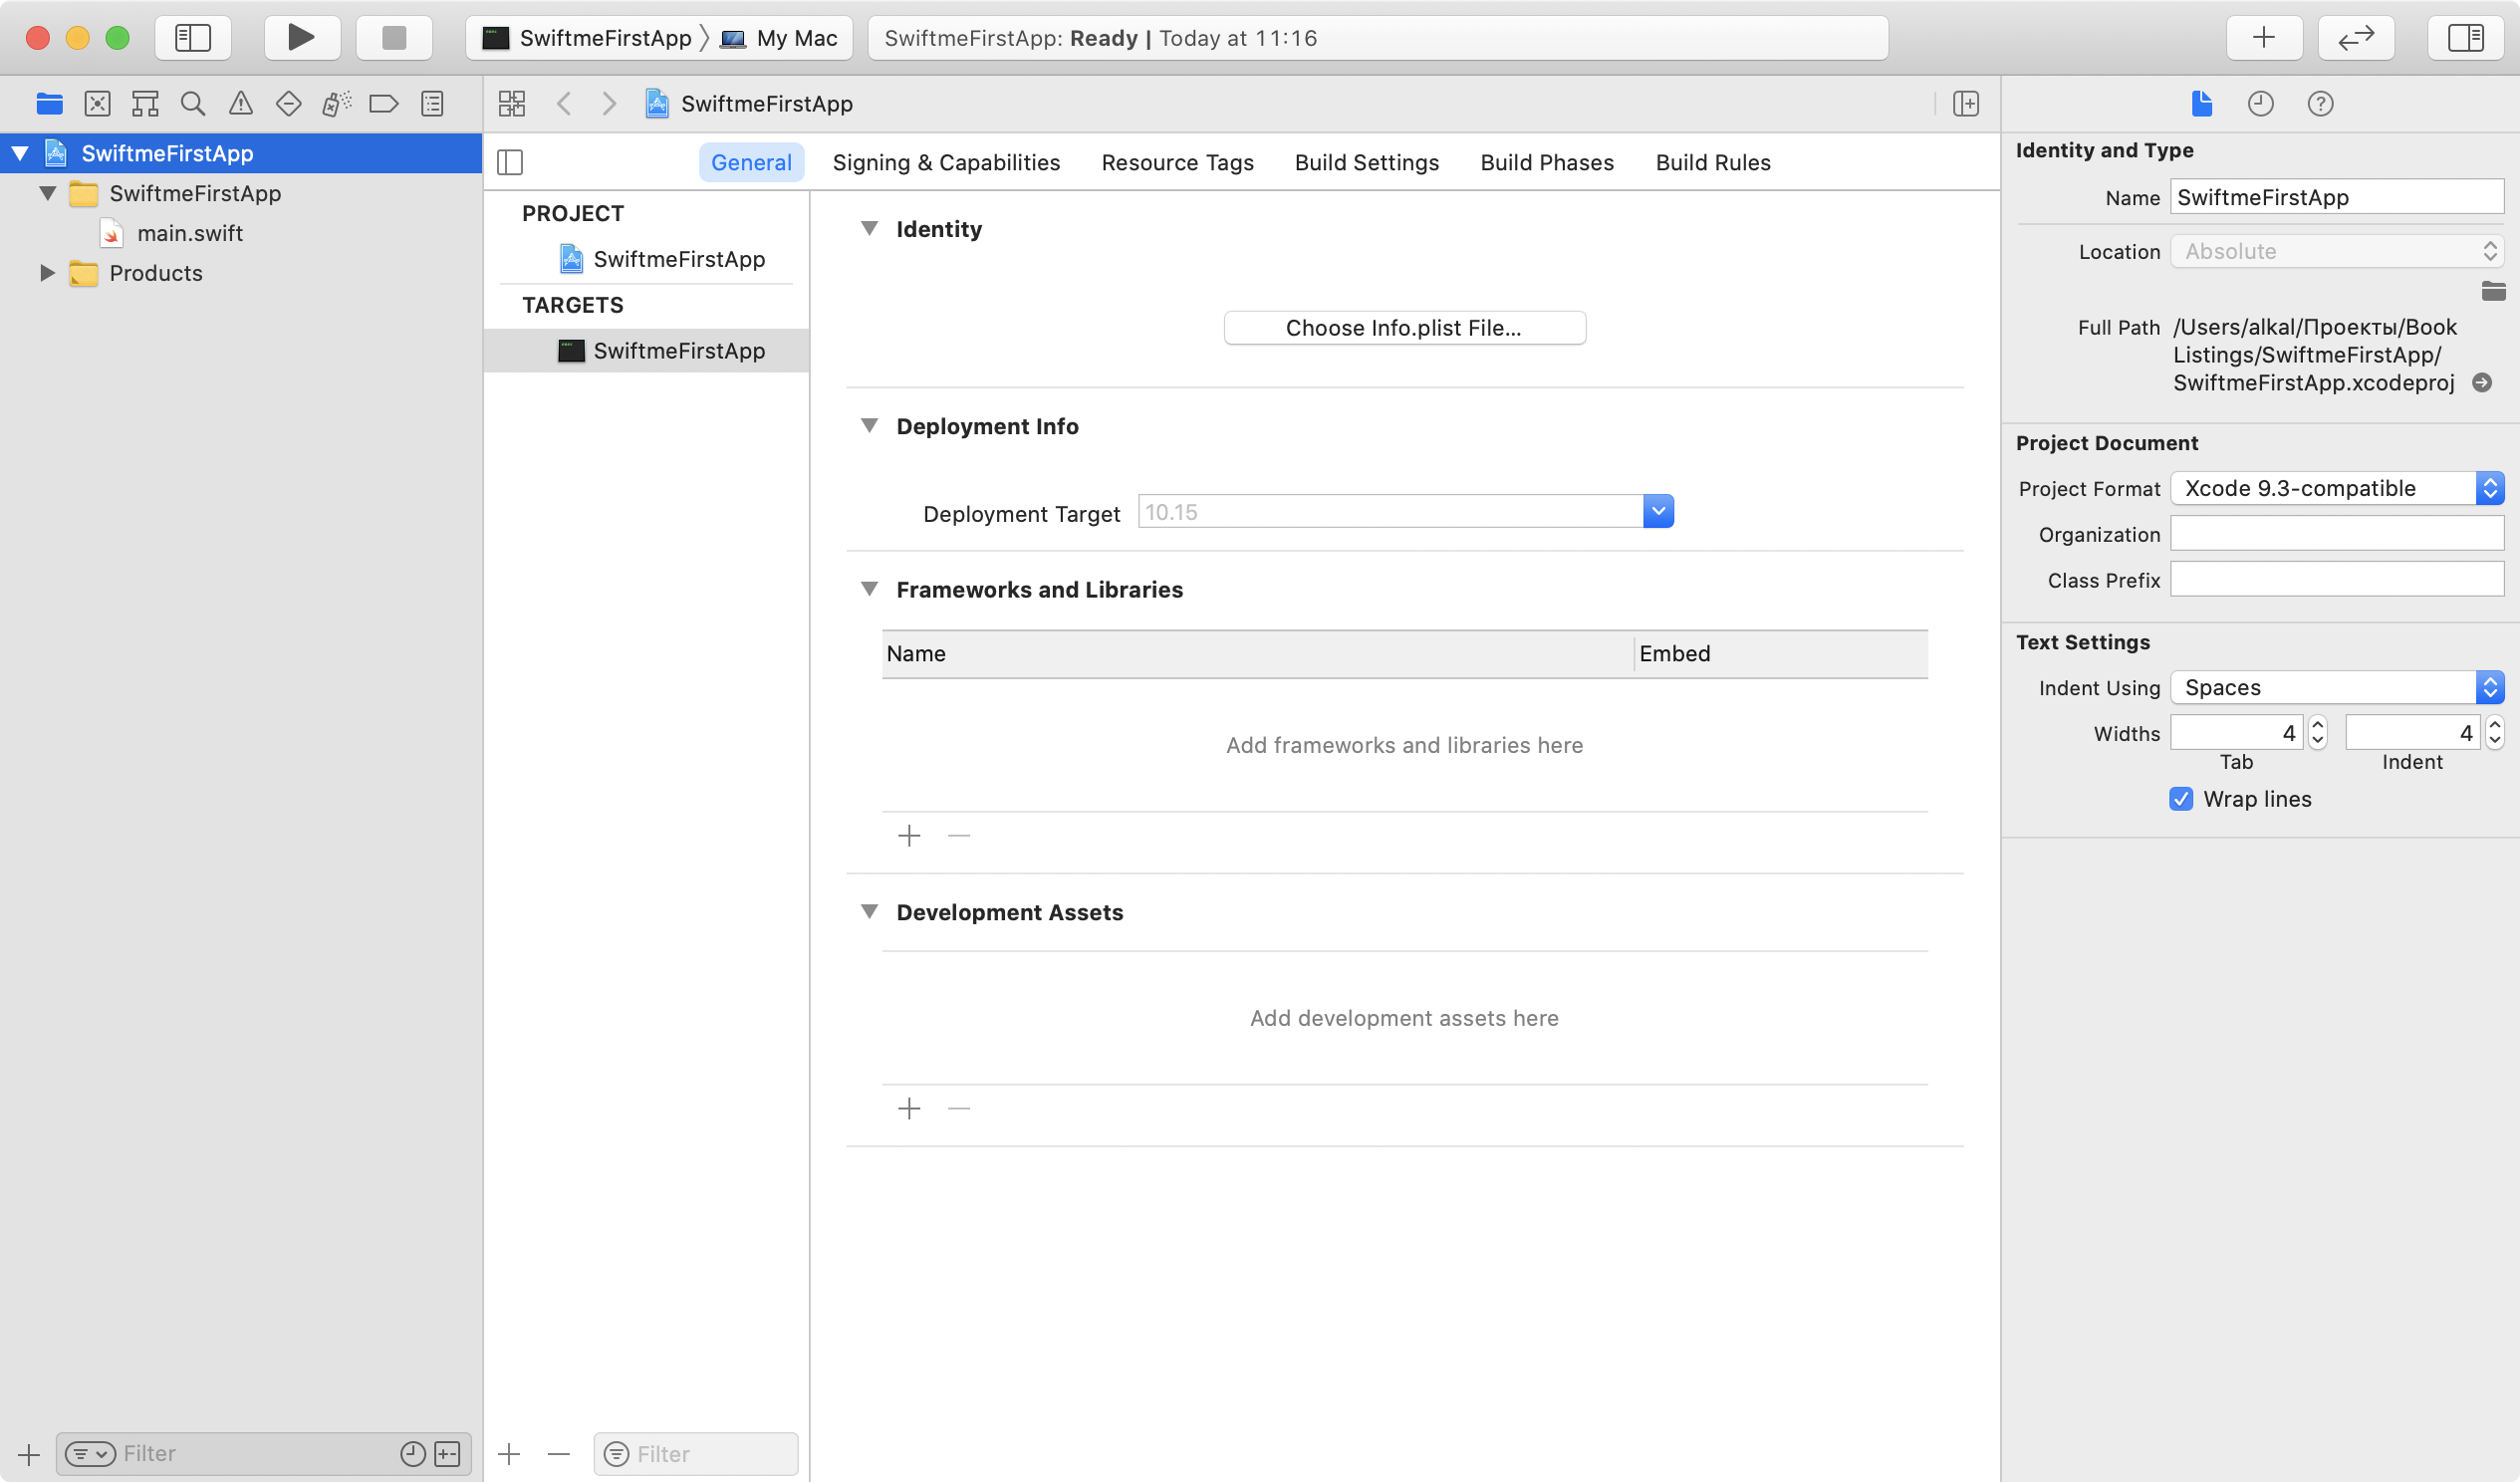 SwiftmeFirstApp
My Mac
SwiftmeFirstApp: Ready | Today at 11:16
SwiftmeFirstApp
SwiftmeFirstApp
main.swift
Products
Filter
SwiftmeFirstApp
General
Signing & Capabilities
Resource Tags
Build Settings
Build Phases
Build Rules
PROJECT
SwiftmeFirstApp
TARGETS
SwiftmeFirstApp
Filter
Identity
Choose Info.plist File...
Deployment Info
Deployment Target
10.15
Frameworks and Libraries
Name
Embed
Add frameworks and libraries here
Development Assets
Add development assets here
Identity and Type
Name
SwiftmeFirstApp
Location
Absolute
Full Path
/Users/alkal/Проекты/Book
Listings/SwiftmeFirstApp/
SwiftmeFirstApp.xcodeproj
Project Document
Project Format
Xcode 9.3-compatible
Organization
Class Prefix
Text Settings
Indent Using
Spaces
Widths
4
4
Tab
Indent
Wrap lines